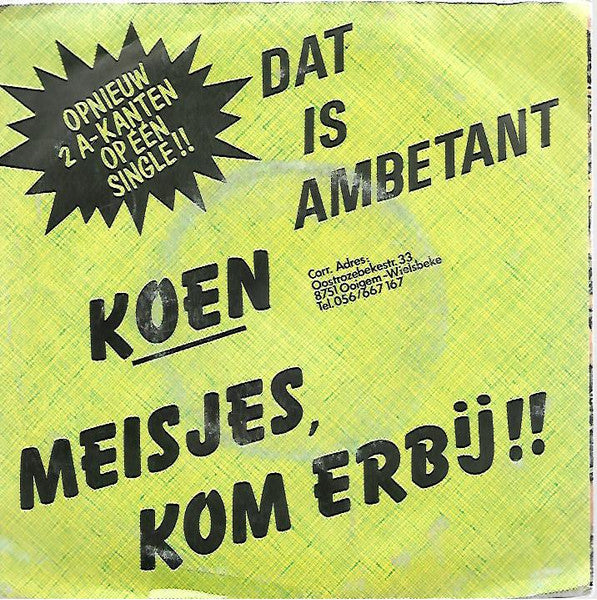 OPNIEUW
2 A-KANTEN
OP ÉÉN
SINGLE!!
DAT
IS
AMBETANT
KOEN
Corr. Adres:
Oostrozebekestr. 33
8751 Ooigem-Wielsbeke
Tel. 056/667 167
MEISJES,
KOM ERBIJ!!